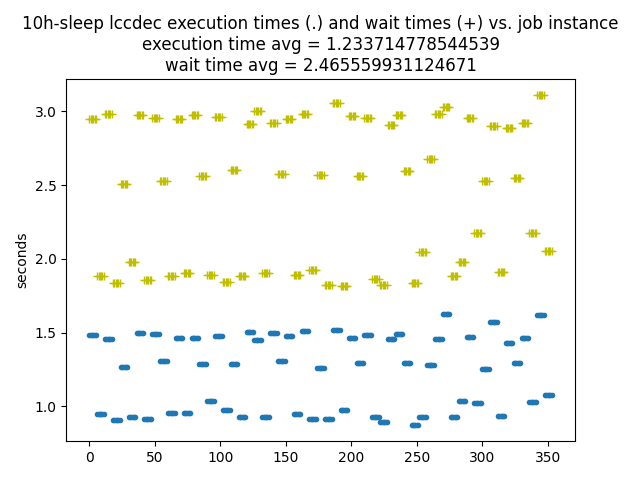 10h-sleep lccdec execution times (.) and wait times (+) vs. job instance
execution time avg = 1.233714778544539
wait time avg = 2.465559931124671
3.0
2.5
2.0
1.5
1.0
seconds
0 50 100 150 200 250 300 350